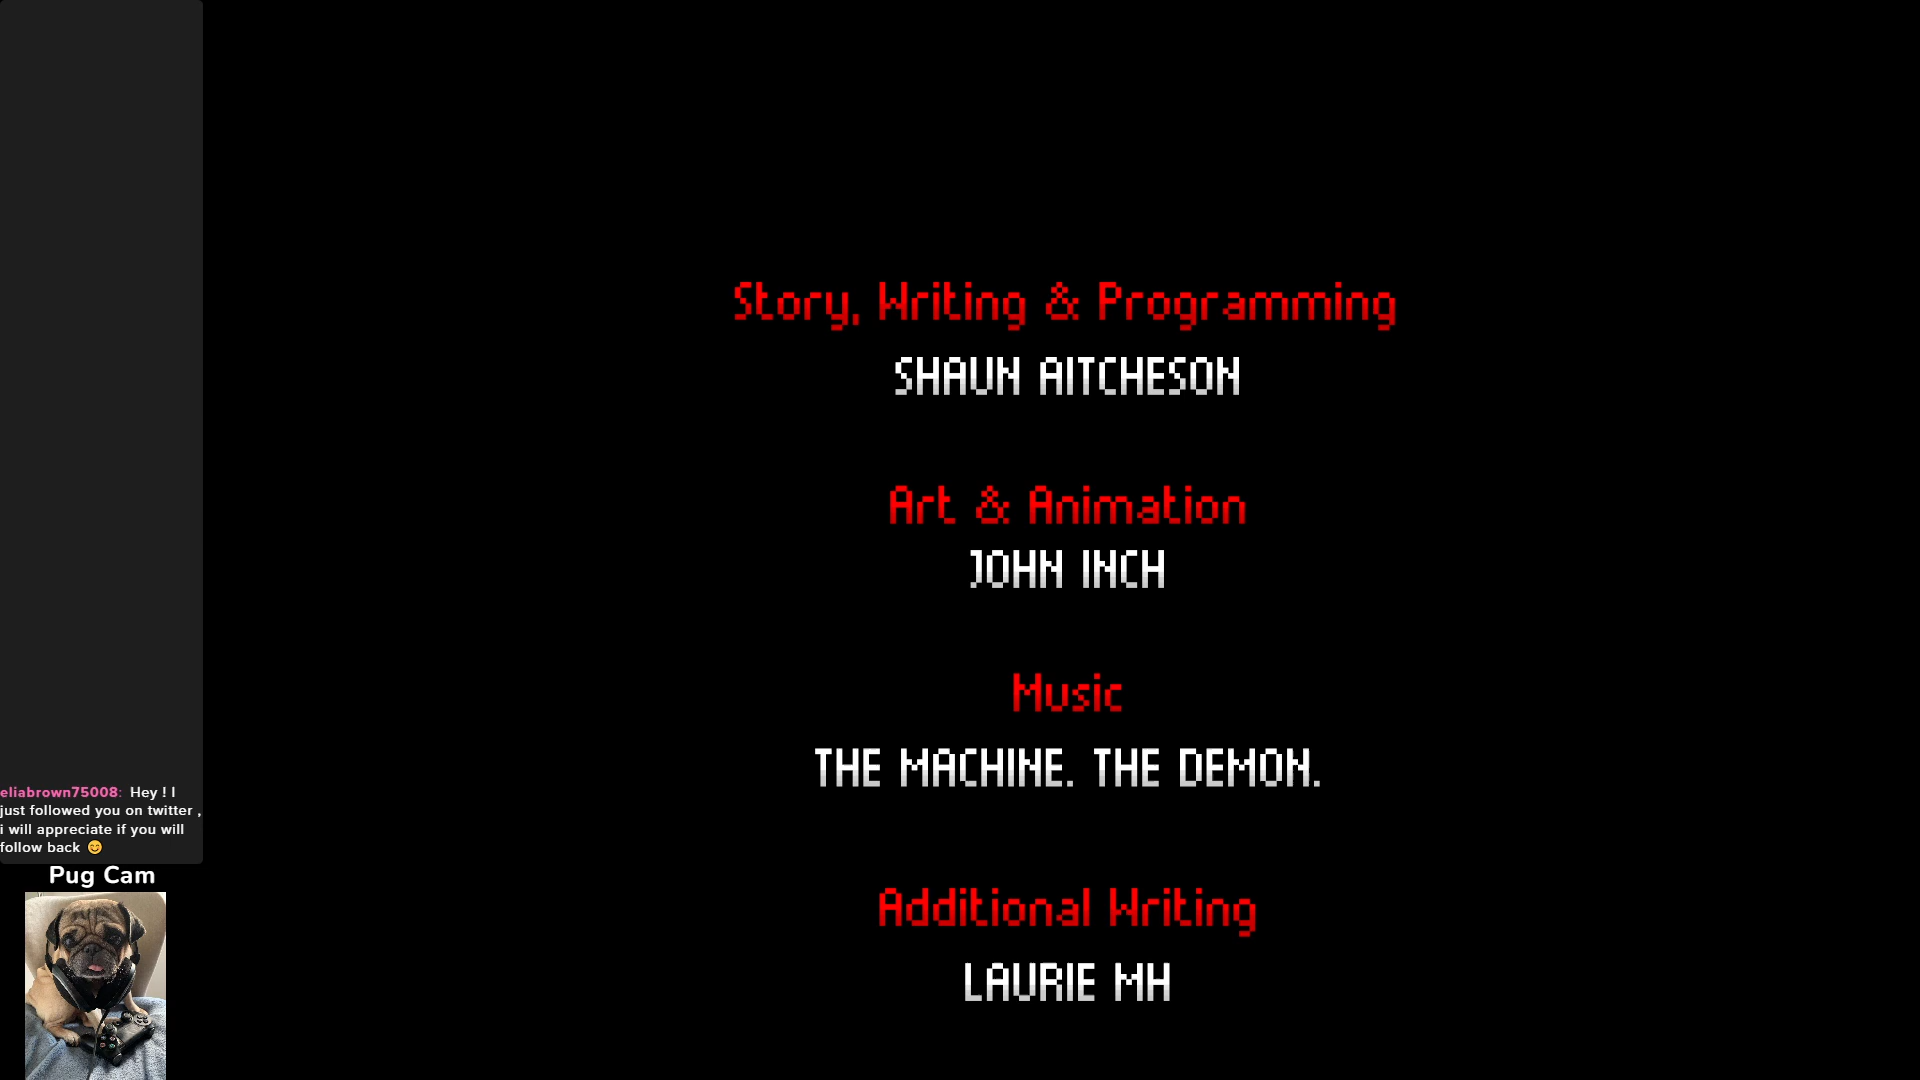 Story, Writing & Programming
SHAUN AITCHESON
Art & Animation
JOHN INCH
Music
THE MACHINE. THE DEMON.
Additional Writing
LAURIE MH
eliabrown75008: Hey ! I
just followed you on twitter ,
i will appreciate if you will
follow back 😊
Pug Cam